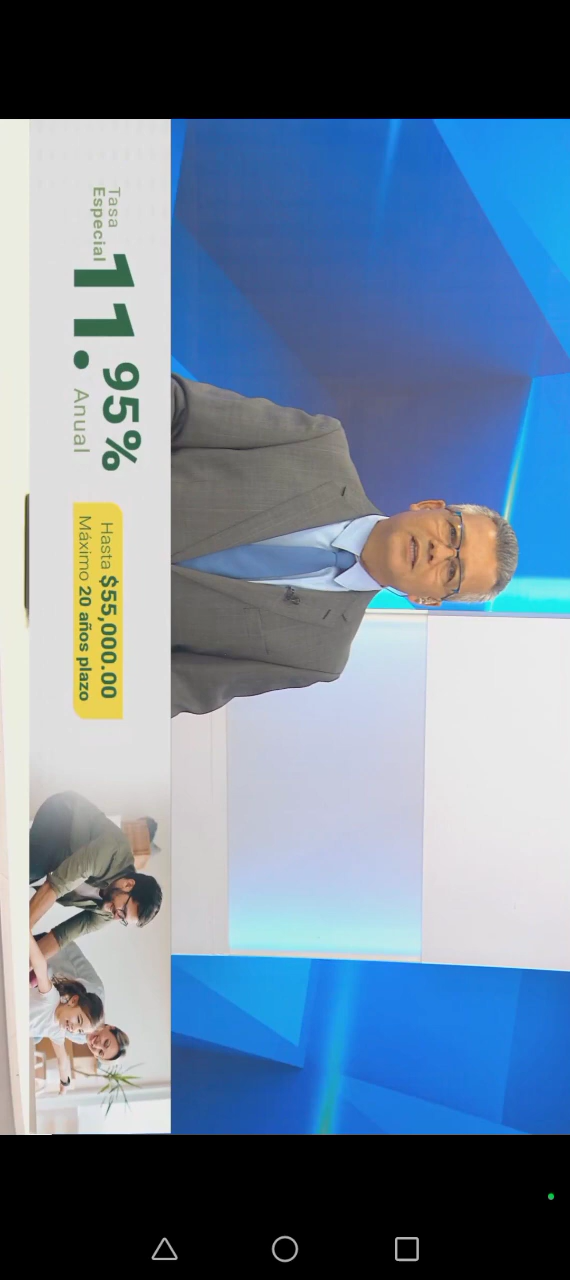 Tasa
Especial
11.95%
Anual
Hasta $55,000.00
Máximo 20 años plazo